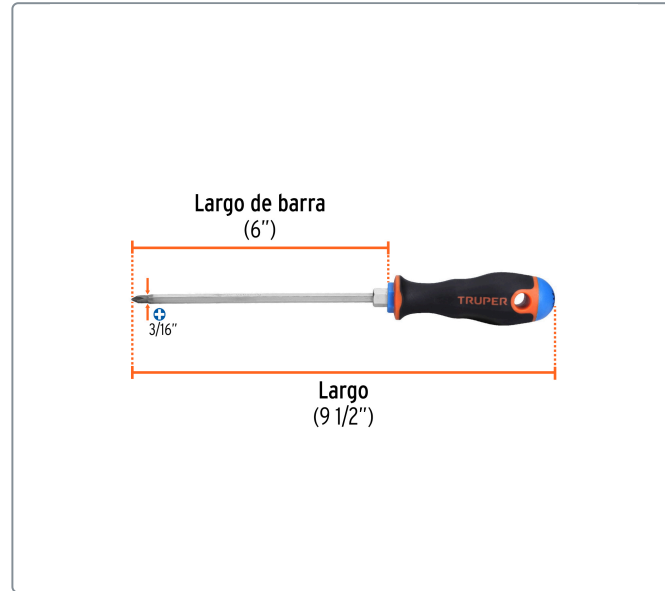 Largo de barra
(6”)
TRUPER
3/16”
Largo
(9 1/2”)